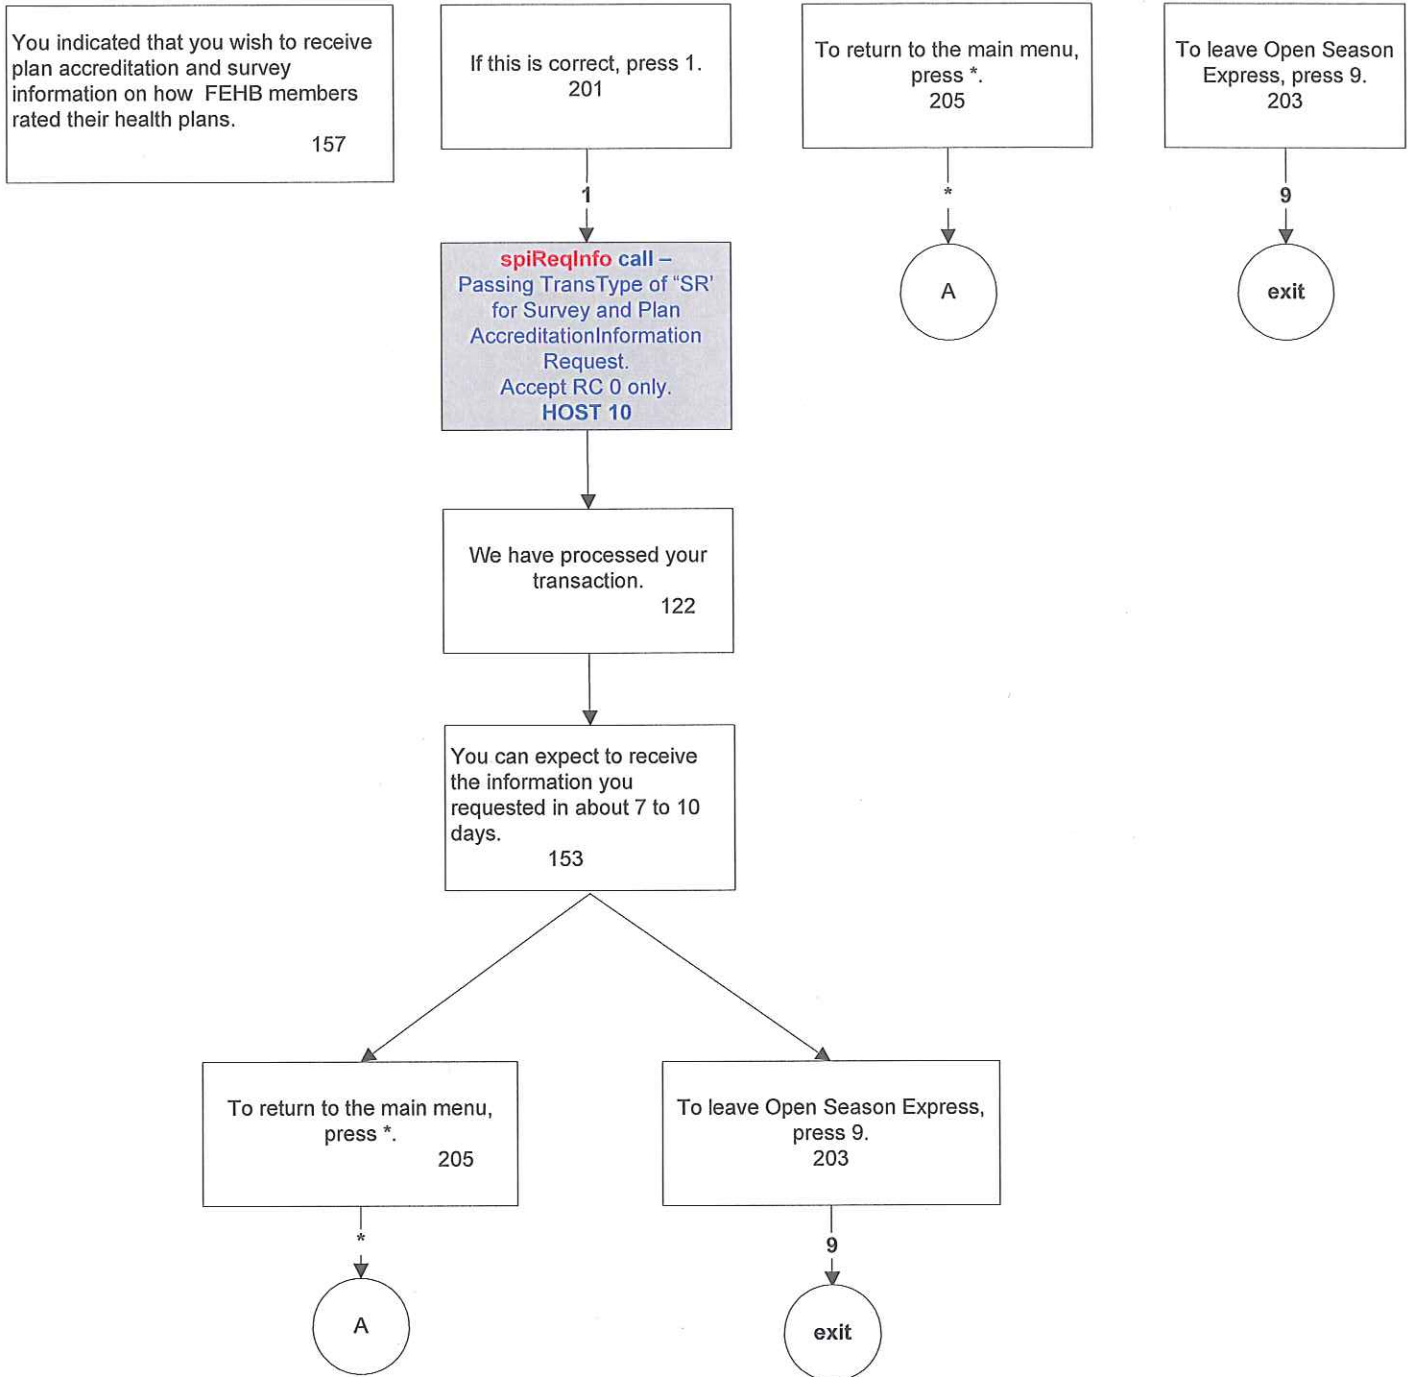 You indicated that you wish to receive
plan accreditation and survey
information on how FEHB members
rated their health plans.
157
If this is correct, press 1.
201
To return to the main menu,
press *.
205
To leave Open Season
Express, press 9.
203
1
*
9
spiReqInfo call –
Passing TransType of “SR’
for Survey and Plan
AccreditationInformation
Request.
Accept RC 0 only.
HOST 10
A
exit
We have processed your
transaction.
122
You can expect to receive
the information you
requested in about 7 to 10
days.
153
To return to the main menu,
press *.
205
To leave Open Season Express,
press 9.
203
*
9
A
exit